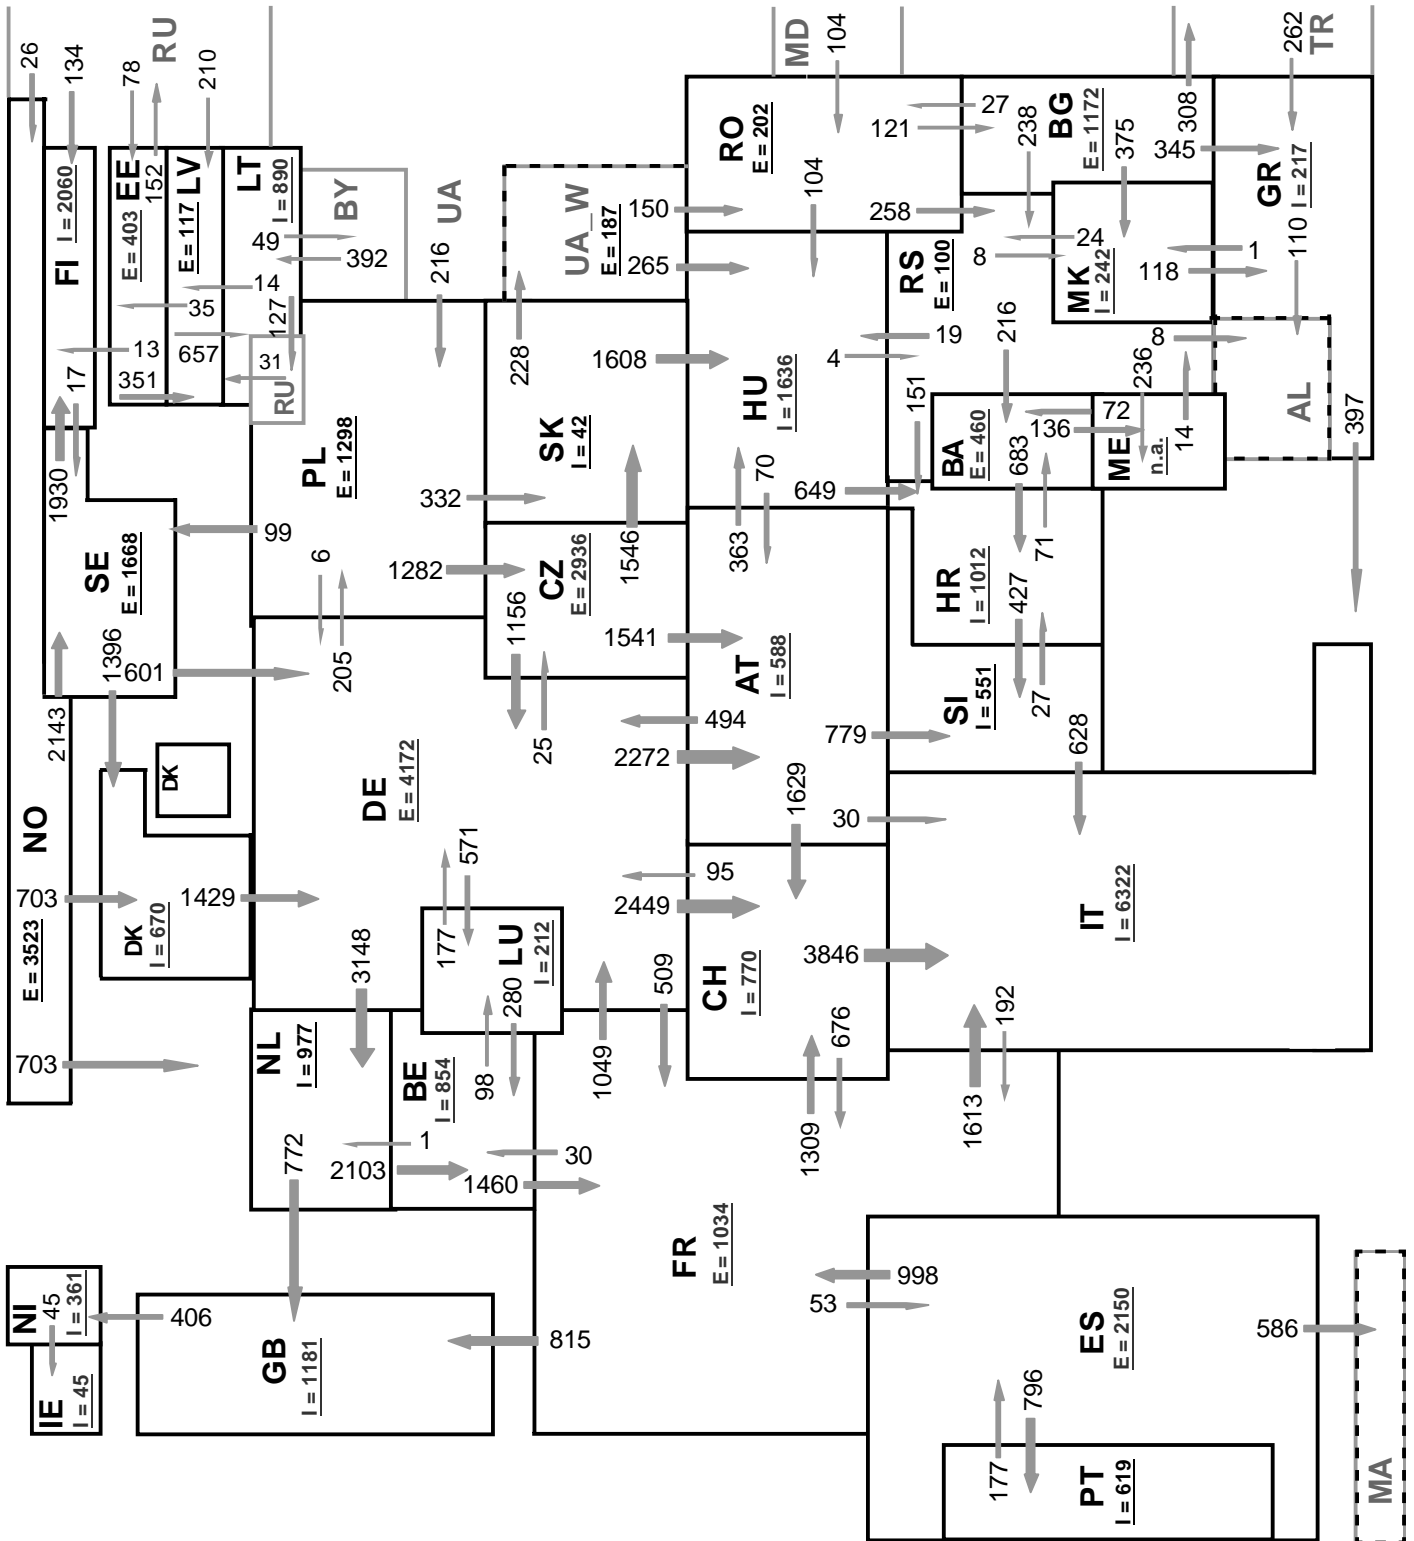 26
134
78
RU
210
MD
104
262
TR
FI
I = 2060
EE
E = 403
152
LV
E = 117
LT
I = 890
BY
UA
UA_W
E = 187
RO
E = 202
104
27
121
238
BG
E = 1172
375
308
345
GR
I = 217
110
49
392
216
150
265
258
RS
E = 100
24
8
MK
I = 242
1
118
14
35
127
657
31
RU
13
351
17
1930
228
1608
19
4
216
8
236
AL
397
PL
E = 1298
SK
I = 42
HU
I = 1636
151
BA
E = 460
72
136
683
ME
n.a.
14
332
70
649
363
SE
E = 1668
99
6
1282
CZ
E = 2936
1546
HR
I = 1012
427
71
1396
601
205
1156
1541
AT
I = 588
SI
I = 551
27
2143
25
494
2272
779
628
NO
E = 3523
DK
DE
E = 4172
1629
30
703
DK
I = 670
1429
177
571
95
2449
LU
I = 212
3148
280
509
CH
I = 770
3846
IT
I = 6322
703
NL
I = 977
BE
I = 854
98
1049
676
192
1309
1613
772
1
2103
30
1460
FR
E = 1034
NI
I = 361
45
406
GB
I = 1181
815
998
53
ES
E = 2150
586
IE
I = 45
177
796
PT
I = 619
MA